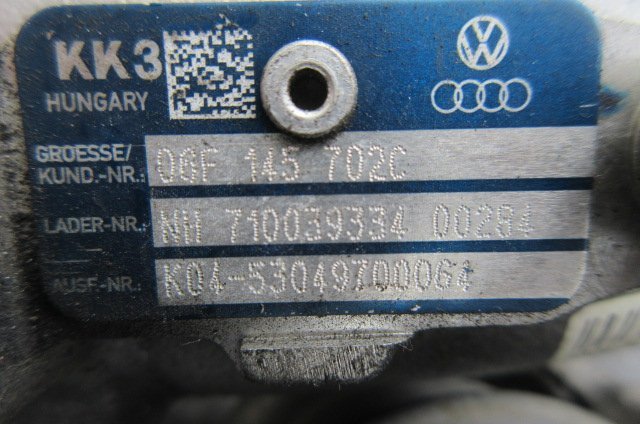 KK3
HUNGARY
GROESSE/
KUND.-NR.: 06F 145 702C
LADER-NR.: NH 710039334 00284
AUSF.-NR.: K04-53049700064